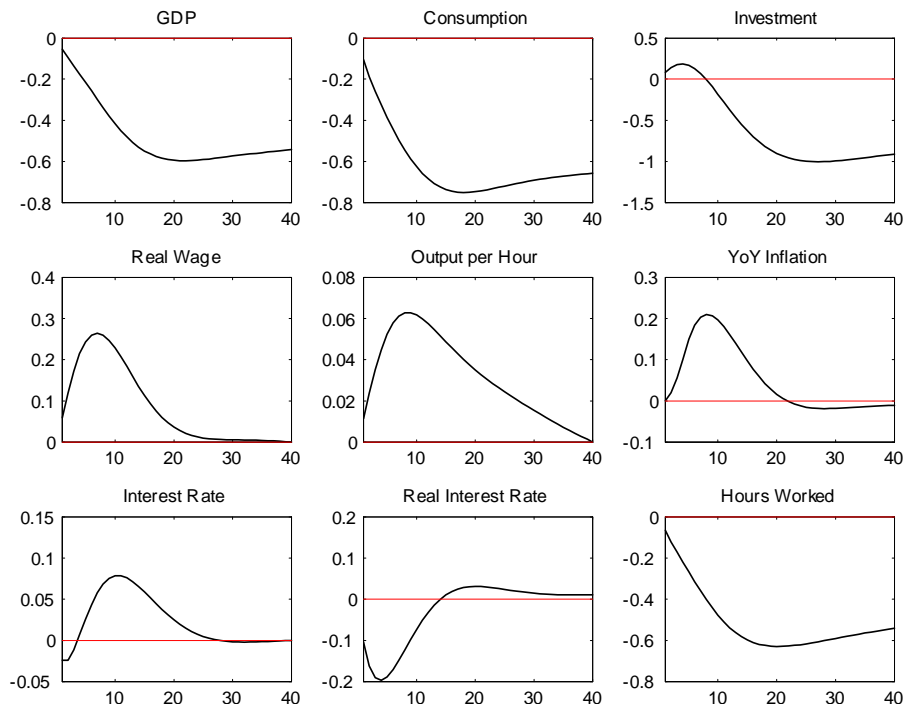 GDP
Consumption
Investment
0
-0.2
-0.4
-0.6
-0.8
10 20 30 40
0
-0.2
-0.4
-0.6
-0.8
10 20 30 40
0.5
0
-0.5
-1
-1.5
10 20 30 40
Real Wage
Output per Hour
YoY Inflation
0.4
0.3
0.2
0.1
0
10 20 30 40
0.08
0.06
0.04
0.02
0
10 20 30 40
0.3
0.2
0.1
0
-0.1
10 20 30 40
Interest Rate
Real Interest Rate
Hours Worked
0.15
0.1
0.05
0
-0.05
10 20 30 40
0.2
0.1
0
-0.1
-0.2
10 20 30 40
0
-0.2
-0.4
-0.6
-0.8
10 20 30 40